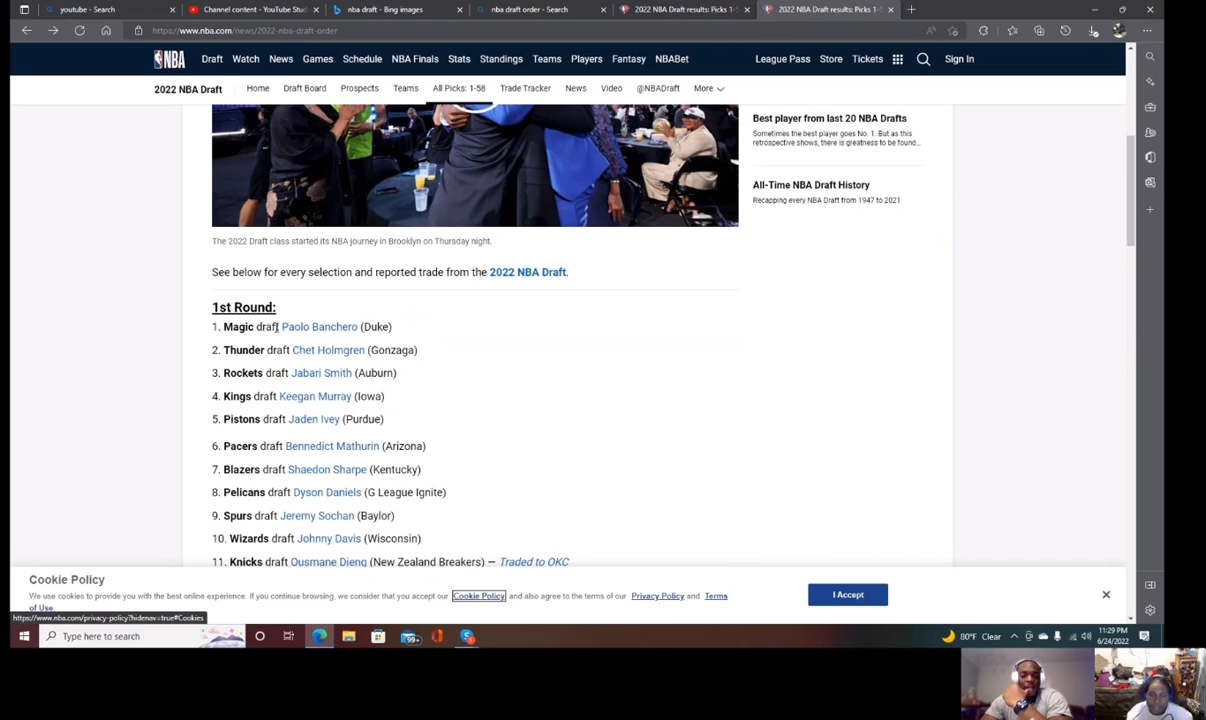 youtube - Search
Channel content - YouTube Stud
nba draft - Bing images
nba draft order - Search
2022 NBA Draft results: Picks 1-5
2022 NBA Draft results: Picks 1-5
https://www.nba.com/news/2022-nba-draft-order
NBA Draft Watch News Games Schedule NBA Finals Stats Standings Teams Players Fantasy NBABet League Pass Store Tickets Sign In
2022 NBA Draft Home Draft Board Prospects Teams All Picks: 1-58 Trade Tracker News Video @NBADraft More
Best player from last 20 NBA Drafts
Sometimes the best player goes No. 1. But as this
retrospective shows, there is greatness to be found...
All-Time NBA Draft History
Recapping every NBA Draft from 1947 to 2021
The 2022 Draft class started its NBA journey in Brooklyn on Thursday night.
See below for every selection and reported trade from the 2022 NBA Draft.
1st Round:
1. Magic draft Paolo Banchero (Duke)
2. Thunder draft Chet Holmgren (Gonzaga)
3. Rockets draft Jabari Smith (Auburn)
4. Kings draft Keegan Murray (Iowa)
5. Pistons draft Jaden Ivey (Purdue)
6. Pacers draft Bennedict Mathurin (Arizona)
7. Blazers draft Shaedon Sharpe (Kentucky)
8. Pelicans draft Dyson Daniels (G League Ignite)
9. Spurs draft Jeremy Sochan (Baylor)
10. Wizards draft Johnny Davis (Wisconsin)
11. Knicks draft Ousmane Dieng (New Zealand Breakers) — Traded to OKC
Cookie Policy
We use cookies to provide you with the best online experience. If you continue browsing, we consider that you accept our Cookie Policy, and also agree to the terms of our Privacy Policy and Terms
of Use
I Accept
https://www.nba.com/privacy-policy?hidenav=true#Cookies
Type here to search
99+
80°F Clear
11:29 PM
6/24/2022